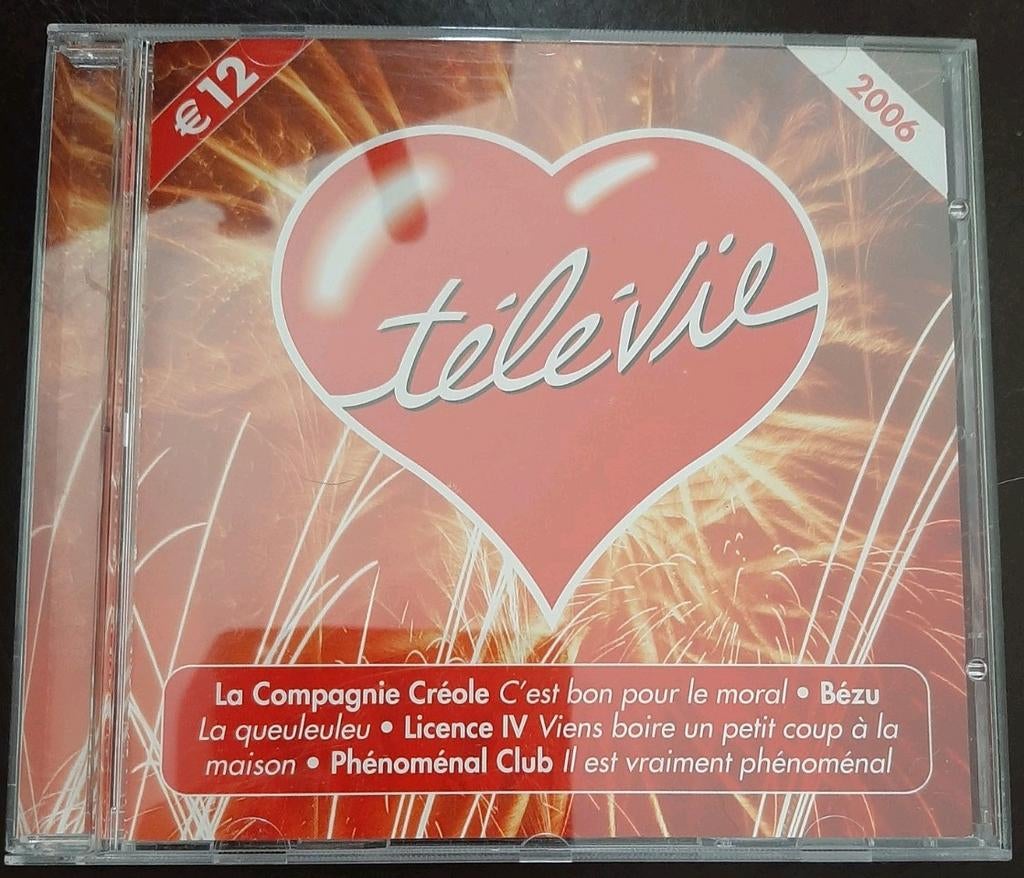 €12
2006
télévie
La Compagnie Créole C'est bon pour le moral • Bézu
La queuleuleu • Licence IV Viens boire un petit coup à la
maison • Phénoménal Club Il est vraiment phénoménal